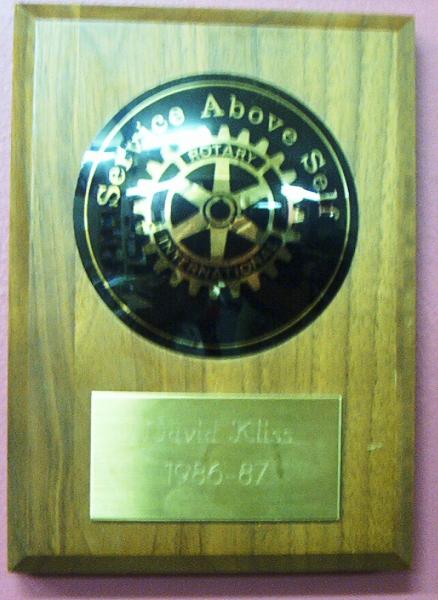 Service Above Self
ROTARY
INTERNATIONAL
David Kliss
1986-87